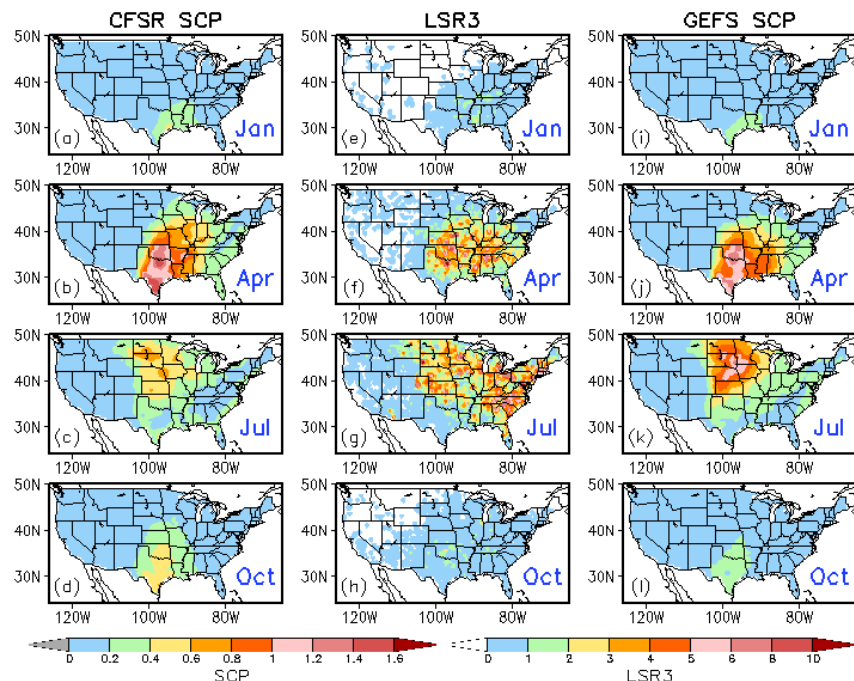 CFSR SCP LSR3 GEFS SCP
50N 50N 50N
40N 40N 40N
30N 30N 30N
(a) Jan (e) Jan (i) Jan
120W 100W 80W 120W 100W 80W 120W 100W 80W
50N 50N 50N
40N 40N 40N
30N 30N 30N
(b) Apr (f) Apr (j) Apr
120W 100W 80W 120W 100W 80W 120W 100W 80W
50N 50N 50N
40N 40N 40N
30N 30N 30N
(c) Jul (g) Jul (k) Jul
120W 100W 80W 120W 100W 80W 120W 100W 80W
50N 50N 50N
40N 40N 40N
30N 30N 30N
(d) Oct (h) Oct (l) Oct
120W 100W 80W 120W 100W 80W 120W 100W 80W
0 0.2 0.4 0.6 0.8 1 1.2 1.4 1.6 0 1 2 3 4 5 6 8 10
SCP LSR3